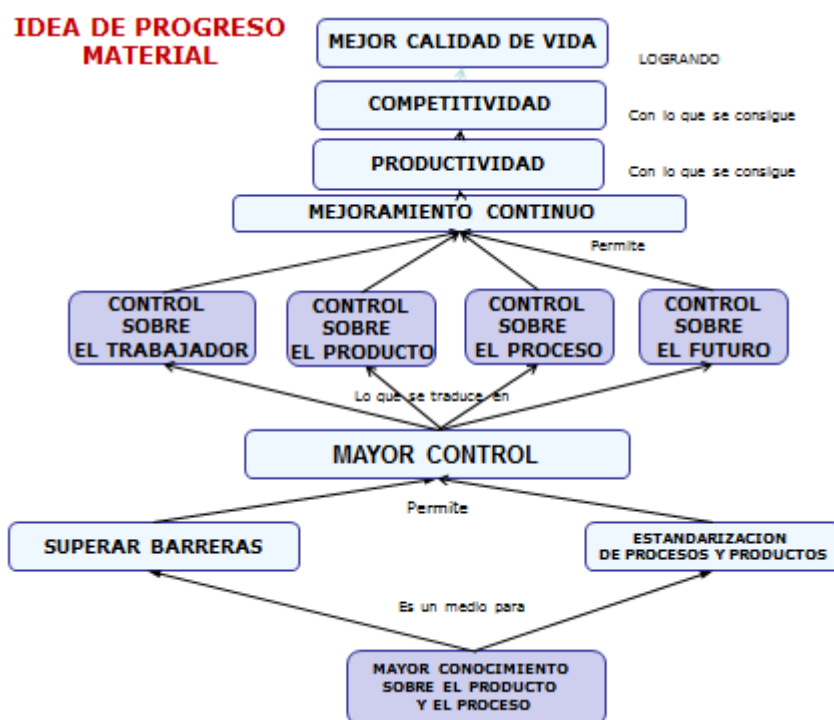 IDEA DE PROGRESO
MATERIAL
MEJOR CALIDAD DE VIDA
LOGRANDO
COMPETITIVIDAD
Con lo que se consigue
PRODUCTIVIDAD
Con lo que se consigue
MEJORAMIENTO CONTINUO
Permite
CONTROL
SOBRE
EL TRABAJADOR
CONTROL
SOBRE
EL PRODUCTO
CONTROL
SOBRE
EL PROCESO
CONTROL
SOBRE
EL FUTURO
Lo que se traduce en
MAYOR CONTROL
Permite
SUPERAR BARRERAS
ESTANDARIZACION
DE PROCESOS Y PRODUCTOS
Es un medio para
MAYOR CONOCIMIENTO
SOBRE EL PRODUCTO
Y EL PROCESO